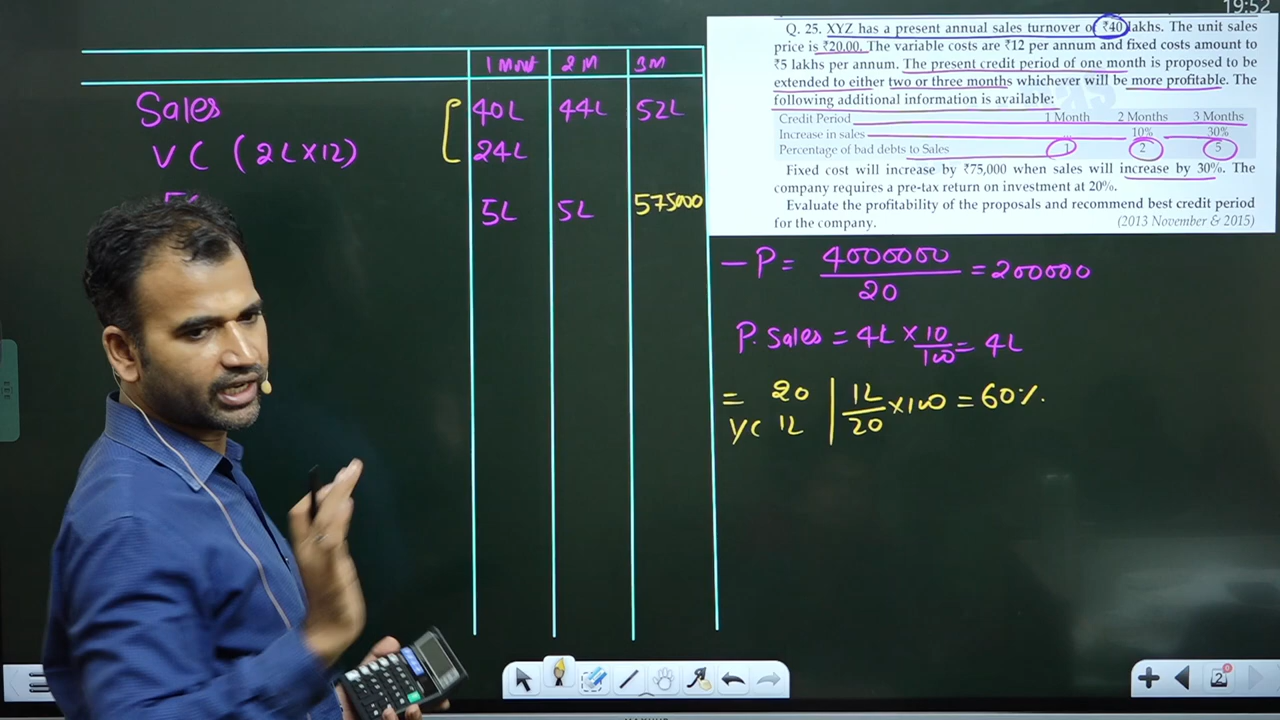 19:52
Q. 25. XYZ has a present annual sales turnover of ₹40 lakhs. The unit sales
price is ₹20.00. The variable costs are ₹12 per annum and fixed costs amount to
₹5 lakhs per annum. The present credit period of one month is proposed to be
extended to either two or three months whichever will be more profitable. The
following additional information is available:
Credit Period 1 Month 2 Months 3 Months
Increase in sales ... 10% 30%
Percentage of bad debts to Sales 1 2 5
Fixed cost will increase by ₹75,000 when sales will increase by 30%. The
company requires a pre-tax return on investment at 20%.
Evaluate the profitability of the proposals and recommend best credit period
for the company. (2013 November & 2015)
1 Mont 2 M 3M
Sales 40L 44L 52L
VC (2L×12) 24L
5L 5L 575000
— P = 4000000 / 20 = 200000
P. Sales = 4L × 10/100 = 4L
= 20 | 12/20 × 100 = 60%.
VC 12
2